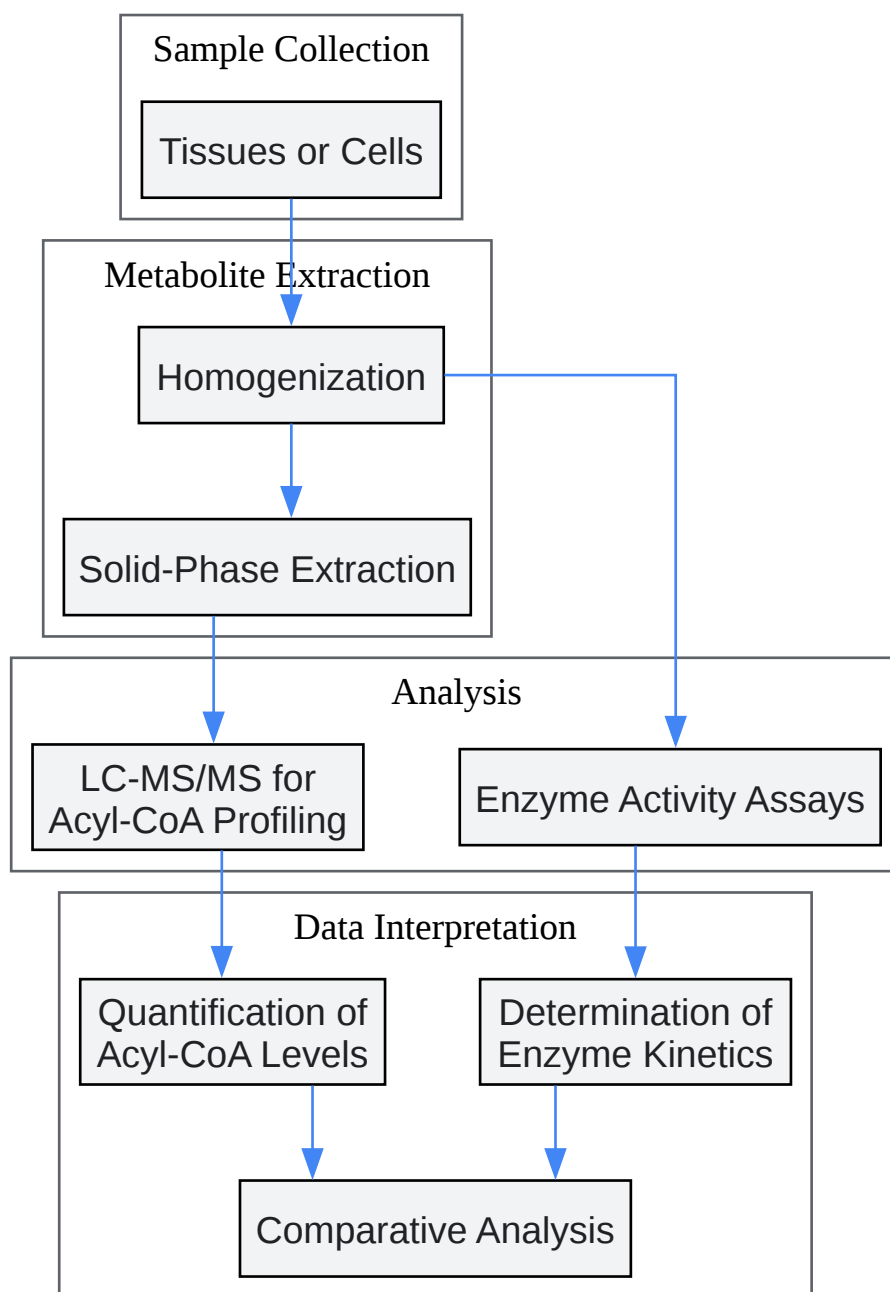 Sample Collection
Tissues or Cells
Metabolite Extraction
Homogenization
Solid-Phase Extraction
Analysis
LC-MS/MS for
Acyl-CoA Profiling
Enzyme Activity Assays
Data Interpretation
Quantification of
Acyl-CoA Levels
Determination of
Enzyme Kinetics
Comparative Analysis